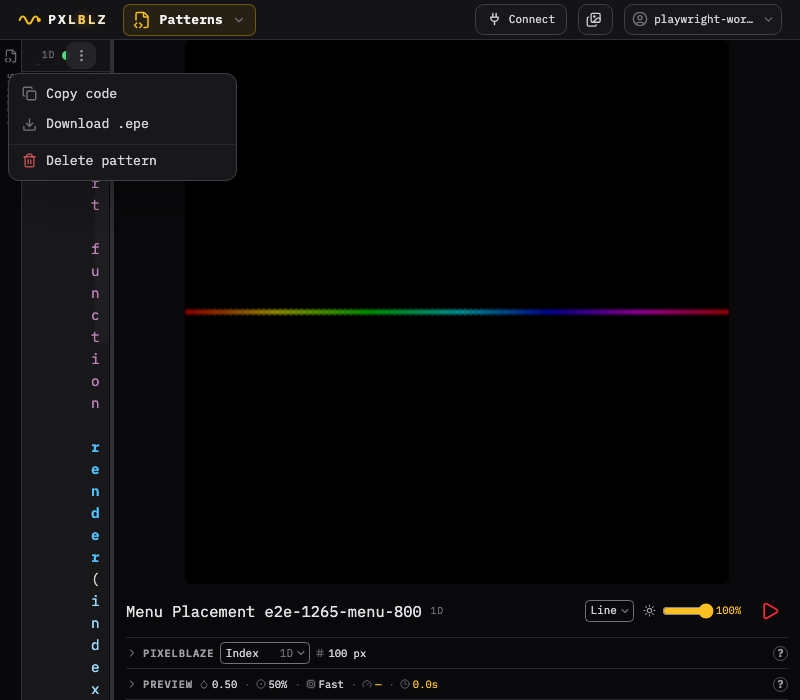 PXLBLZ
Patterns
Connect
playwright-wor…
1D
Copy code
Download .epe
Delete pattern
r
t
f
u
n
c
t
i
o
n
r
e
n
d
e
r
(
i
n
d
e
x
Menu Placement e2e-1265-menu-800 1D
Line
100%
PIXELBLAZE Index 1D # 100 px ?
PREVIEW 0.50 · 50% · Fast · — · 0.0s ?